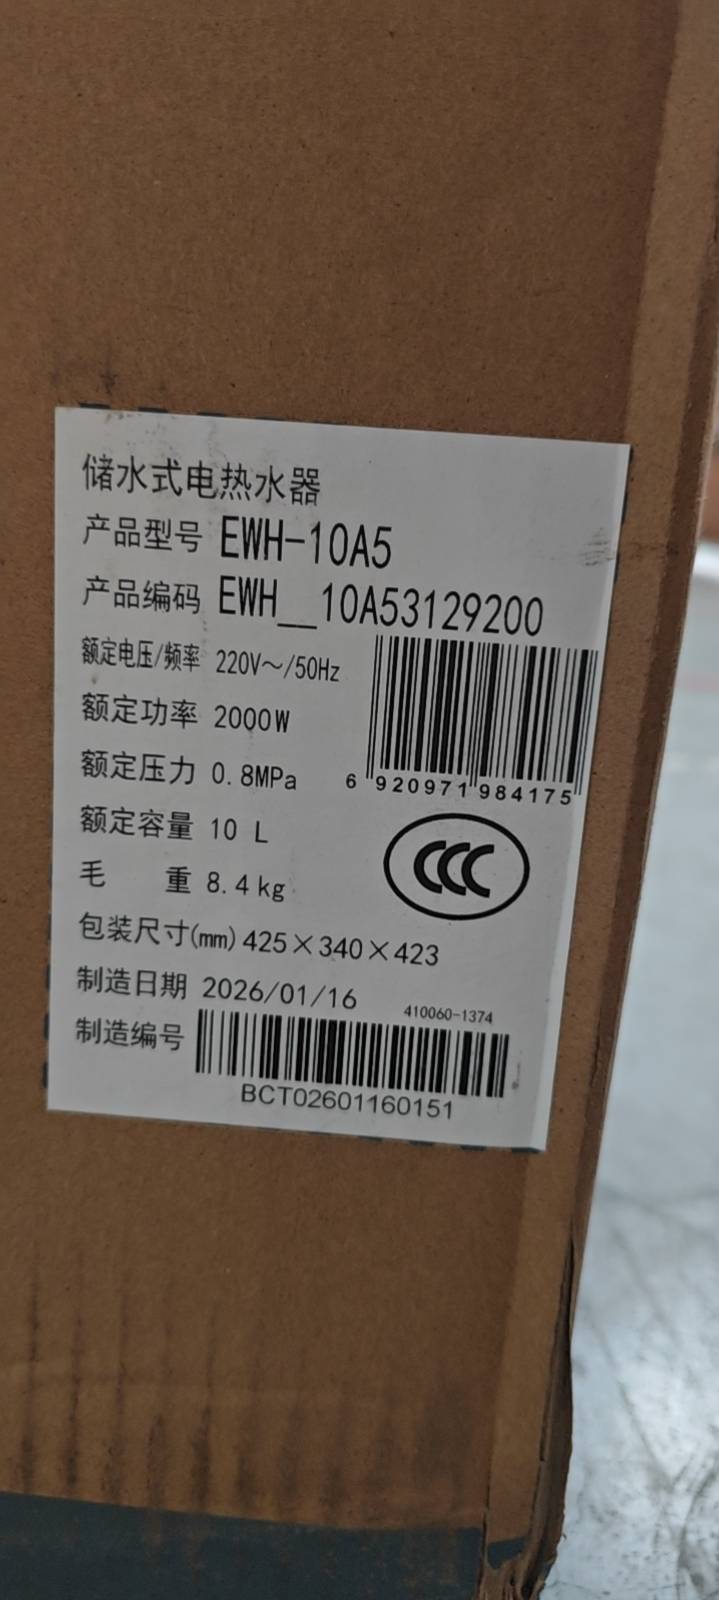 储水式电热水器
产品型号 EWH-10A5
产品编码 EWH__10A53129200
额定电压/频率 220V～/50Hz
额定功率 2000W
额定压力 0.8MPa
6 920971 984175
额定容量 10 L
CCC
毛 重 8.4kg
包装尺寸(mm) 425×340×423
制造日期 2026/01/16
410060-1374
制造编号
BCT02601160151